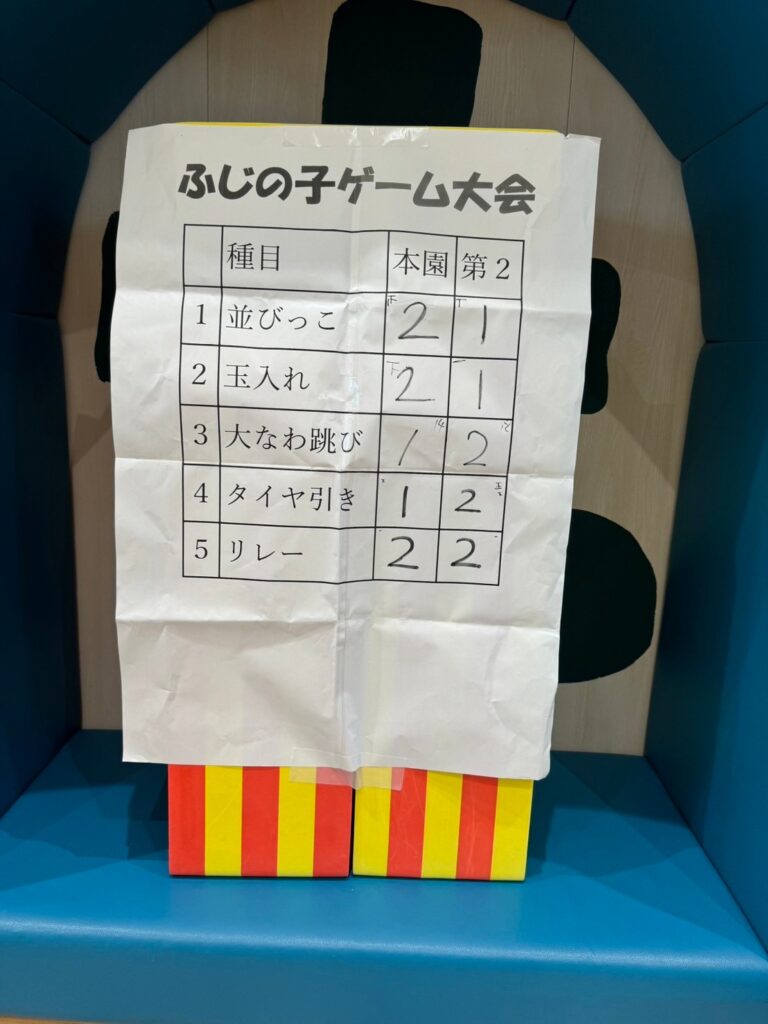 ふじの子ゲーム大会
種目 本園 第2
1 並びっこ 2 1
2 玉入れ 2 1
3 大なわ跳び 1 2
4 タイヤ引き 1 2
5 リレー 2 2